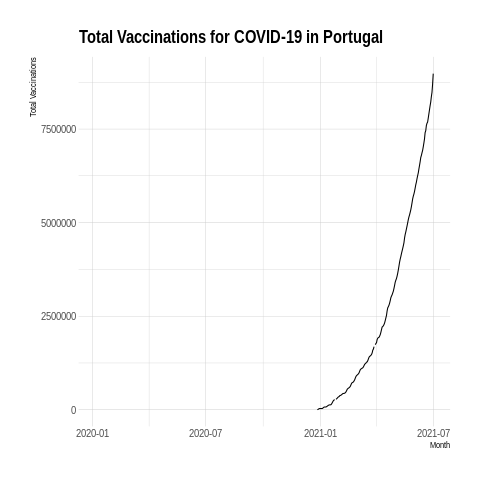 Total Vaccinations for COVID-19 in Portugal
Total Vaccinations
7500000
5000000
2500000
0
2020-01
2020-07
2021-01
2021-07
Month